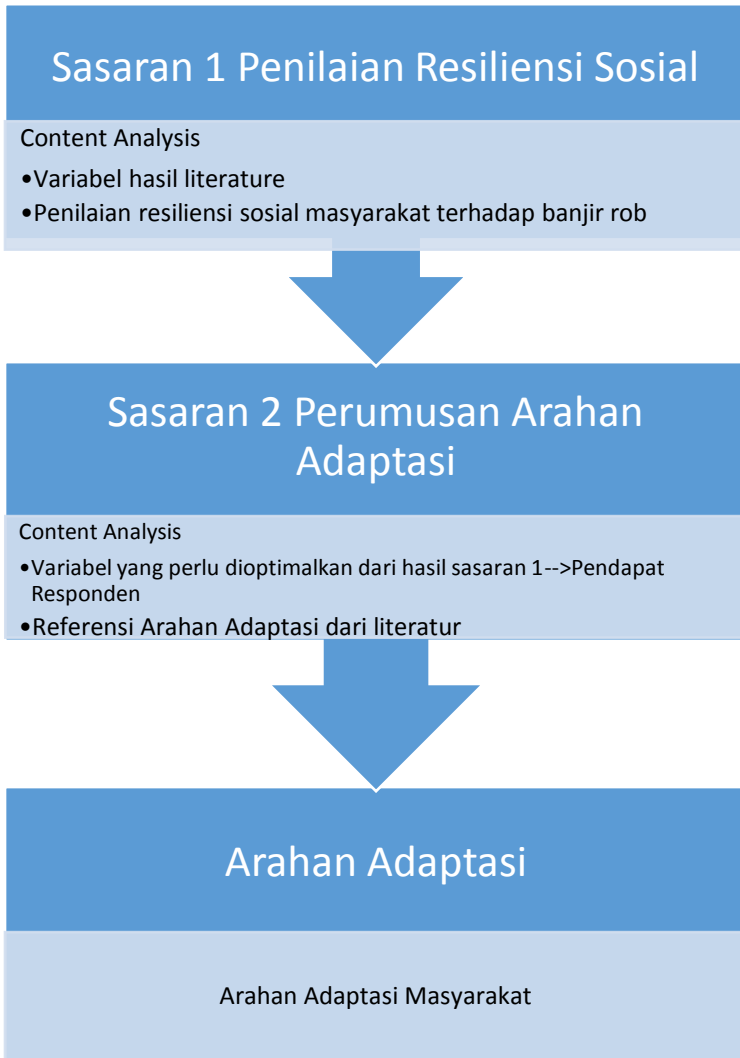 Sasaran 1 Penilaian Resiliensi Sosial
Content Analysis
•Variabel hasil literature
•Penilaian resiliensi sosial masyarakat terhadap banjir rob
Sasaran 2 Perumusan Arahan
Adaptasi
Content Analysis
•Variabel yang perlu dioptimalkan dari hasil sasaran 1-->Pendapat
Responden
•Referensi Arahan Adaptasi dari literatur
Arahan Adaptasi
Arahan Adaptasi Masyarakat